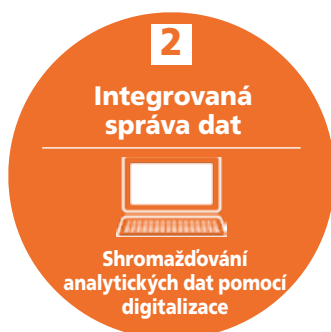 2
Integrovaná
správa dat
Shromažďování
analytických dat pomocí
digitalizace